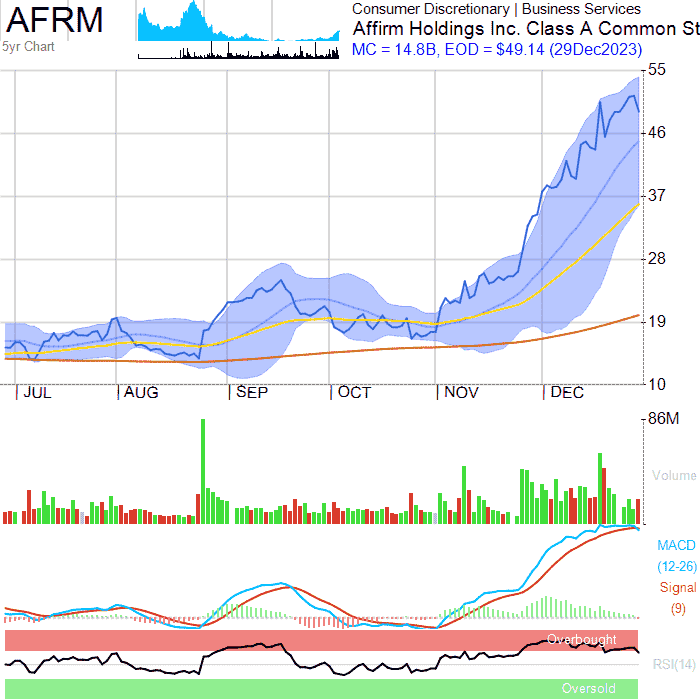 AFRM
5yr Chart
Consumer Discretionary | Business Services
Affirm Holdings Inc. Class A Common St
MC = 14.8B, EOD = $49.14 (29Dec2023)
55
46
37
28
19
10
JUL AUG SEP OCT NOV DEC
86M
Volume
MACD
(12-26)
Signal
(9)
Overbought
RSI(14)
Oversold